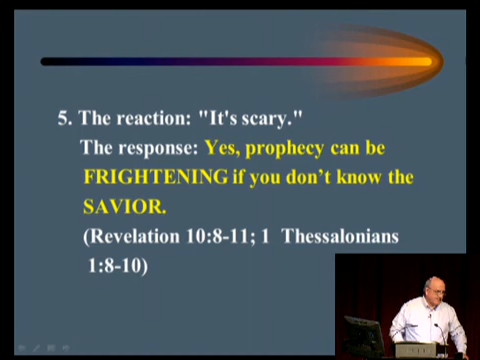 5. The reaction: "It's scary."
The response: Yes, prophecy can be
FRIGHTENING if you don't know the
SAVIOR.
(Revelation 10:8-11; 1 Thessalonians
1:8-10)